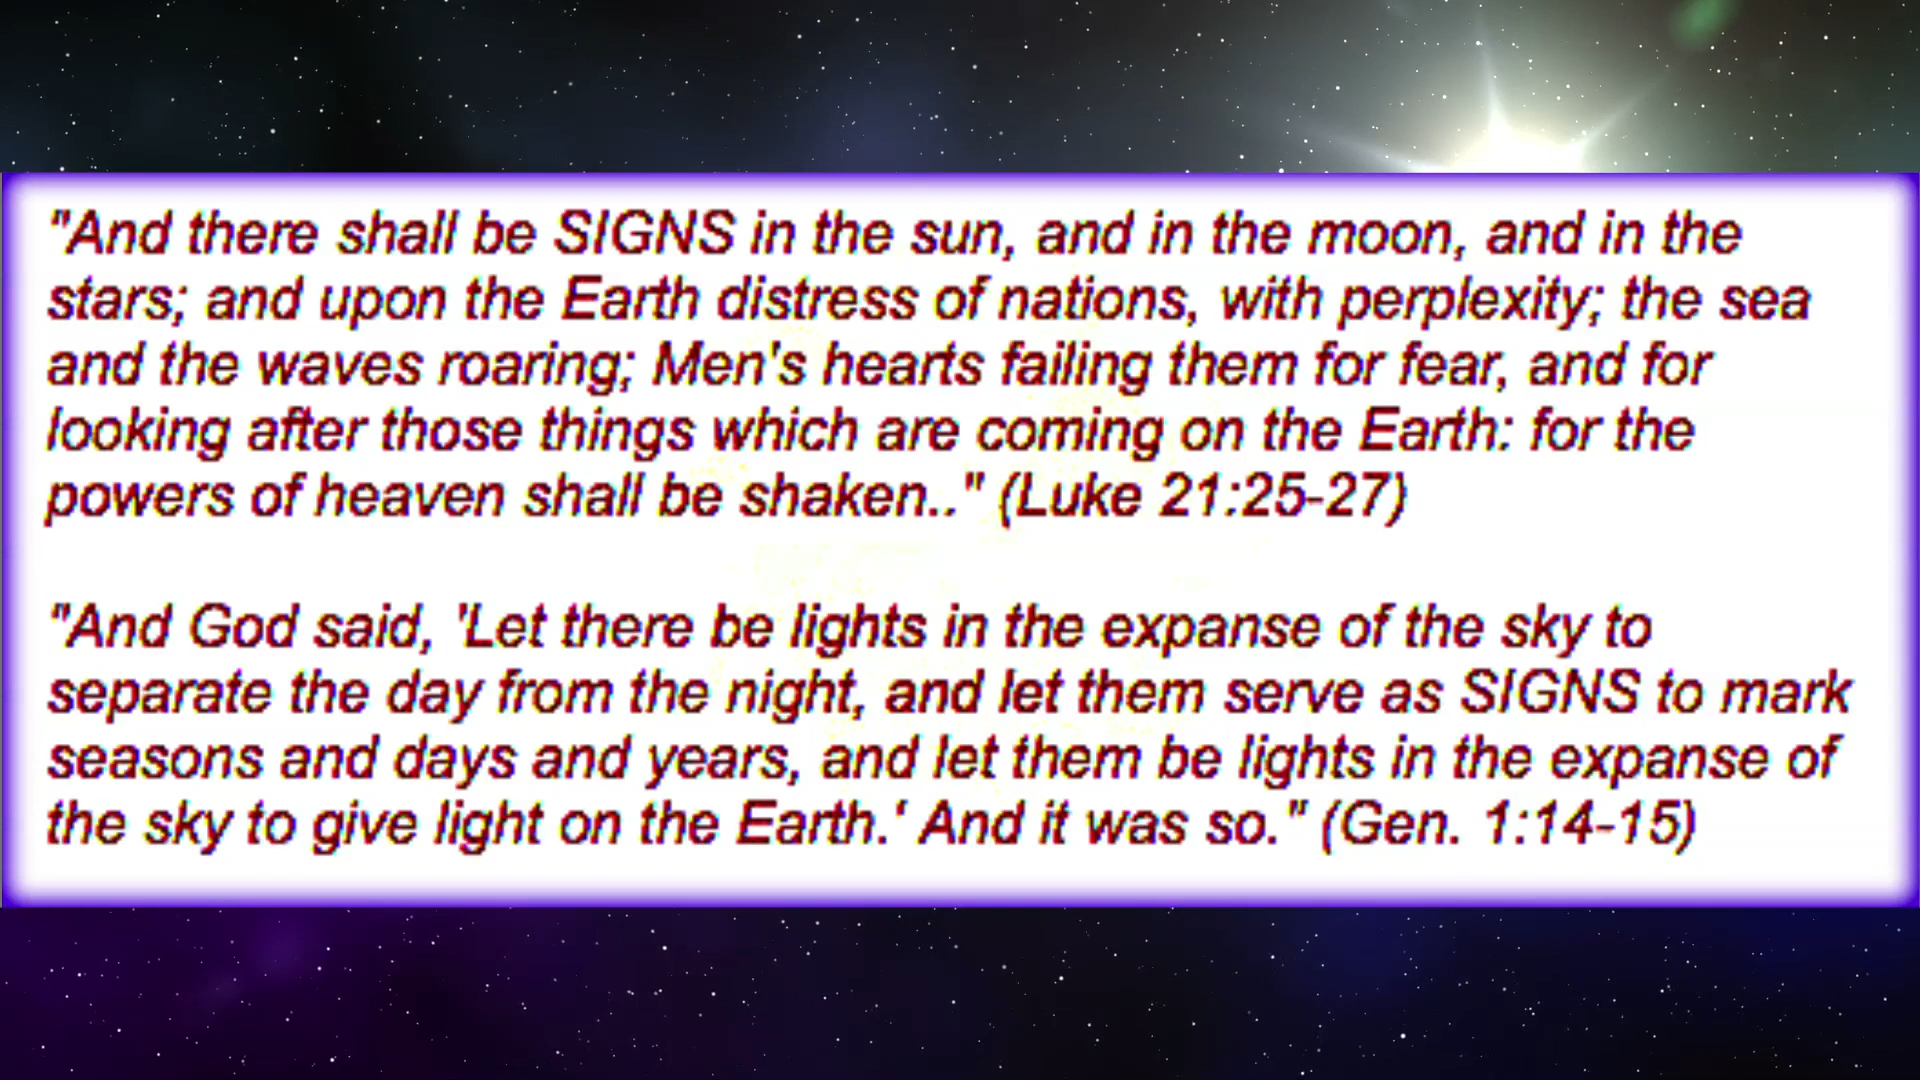 "And there shall be SIGNS in the sun, and in the moon, and in the
stars; and upon the Earth distress of nations, with perplexity; the sea
and the waves roaring; Men's hearts failing them for fear, and for
looking after those things which are coming on the Earth: for the
powers of heaven shall be shaken.." (Luke 21:25-27)
"And God said, 'Let there be lights in the expanse of the sky to
separate the day from the night, and let them serve as SIGNS to mark
seasons and days and years, and let them be lights in the expanse of
the sky to give light on the Earth.' And it was so." (Gen. 1:14-15)